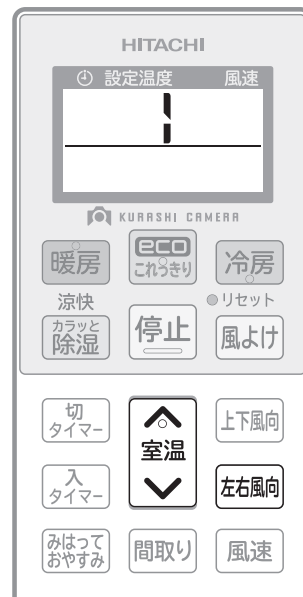 HITACHI
設定温度 風速
1
KURASHI CAMERA
暖房 eco これっきり 冷房
涼快 リセット
カラッと 除湿 停止 風よけ
切タイマー 室温 上下風向
入タイマー 左右風向
みはっておやすみ 間取り 風速